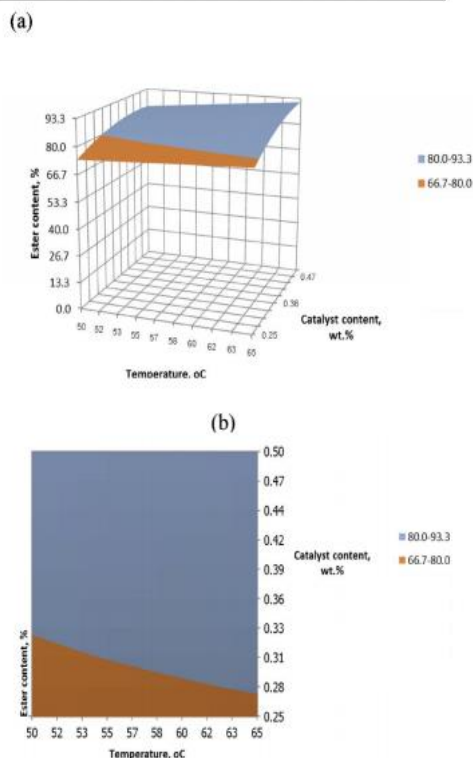 (a)
93.3
80.0
66.7
53.3
40.0
26.7
13.3
0.0
Ester content, %
50 52 53 55 57 58 60 62 63 65
Temperature, oC
0.47
0.36
0.25
Catalyst content,
wt.%
80.0-93.3
66.7-80.0
(b)
0.50
0.47
0.44
0.42
0.39
0.36
0.33
0.31
0.28
0.25
Catalyst content,
wt.%
80.0-93.3
66.7-80.0
Ester content, %
50 52 53 55 57 58 60 62 63 65
Temperature, oC